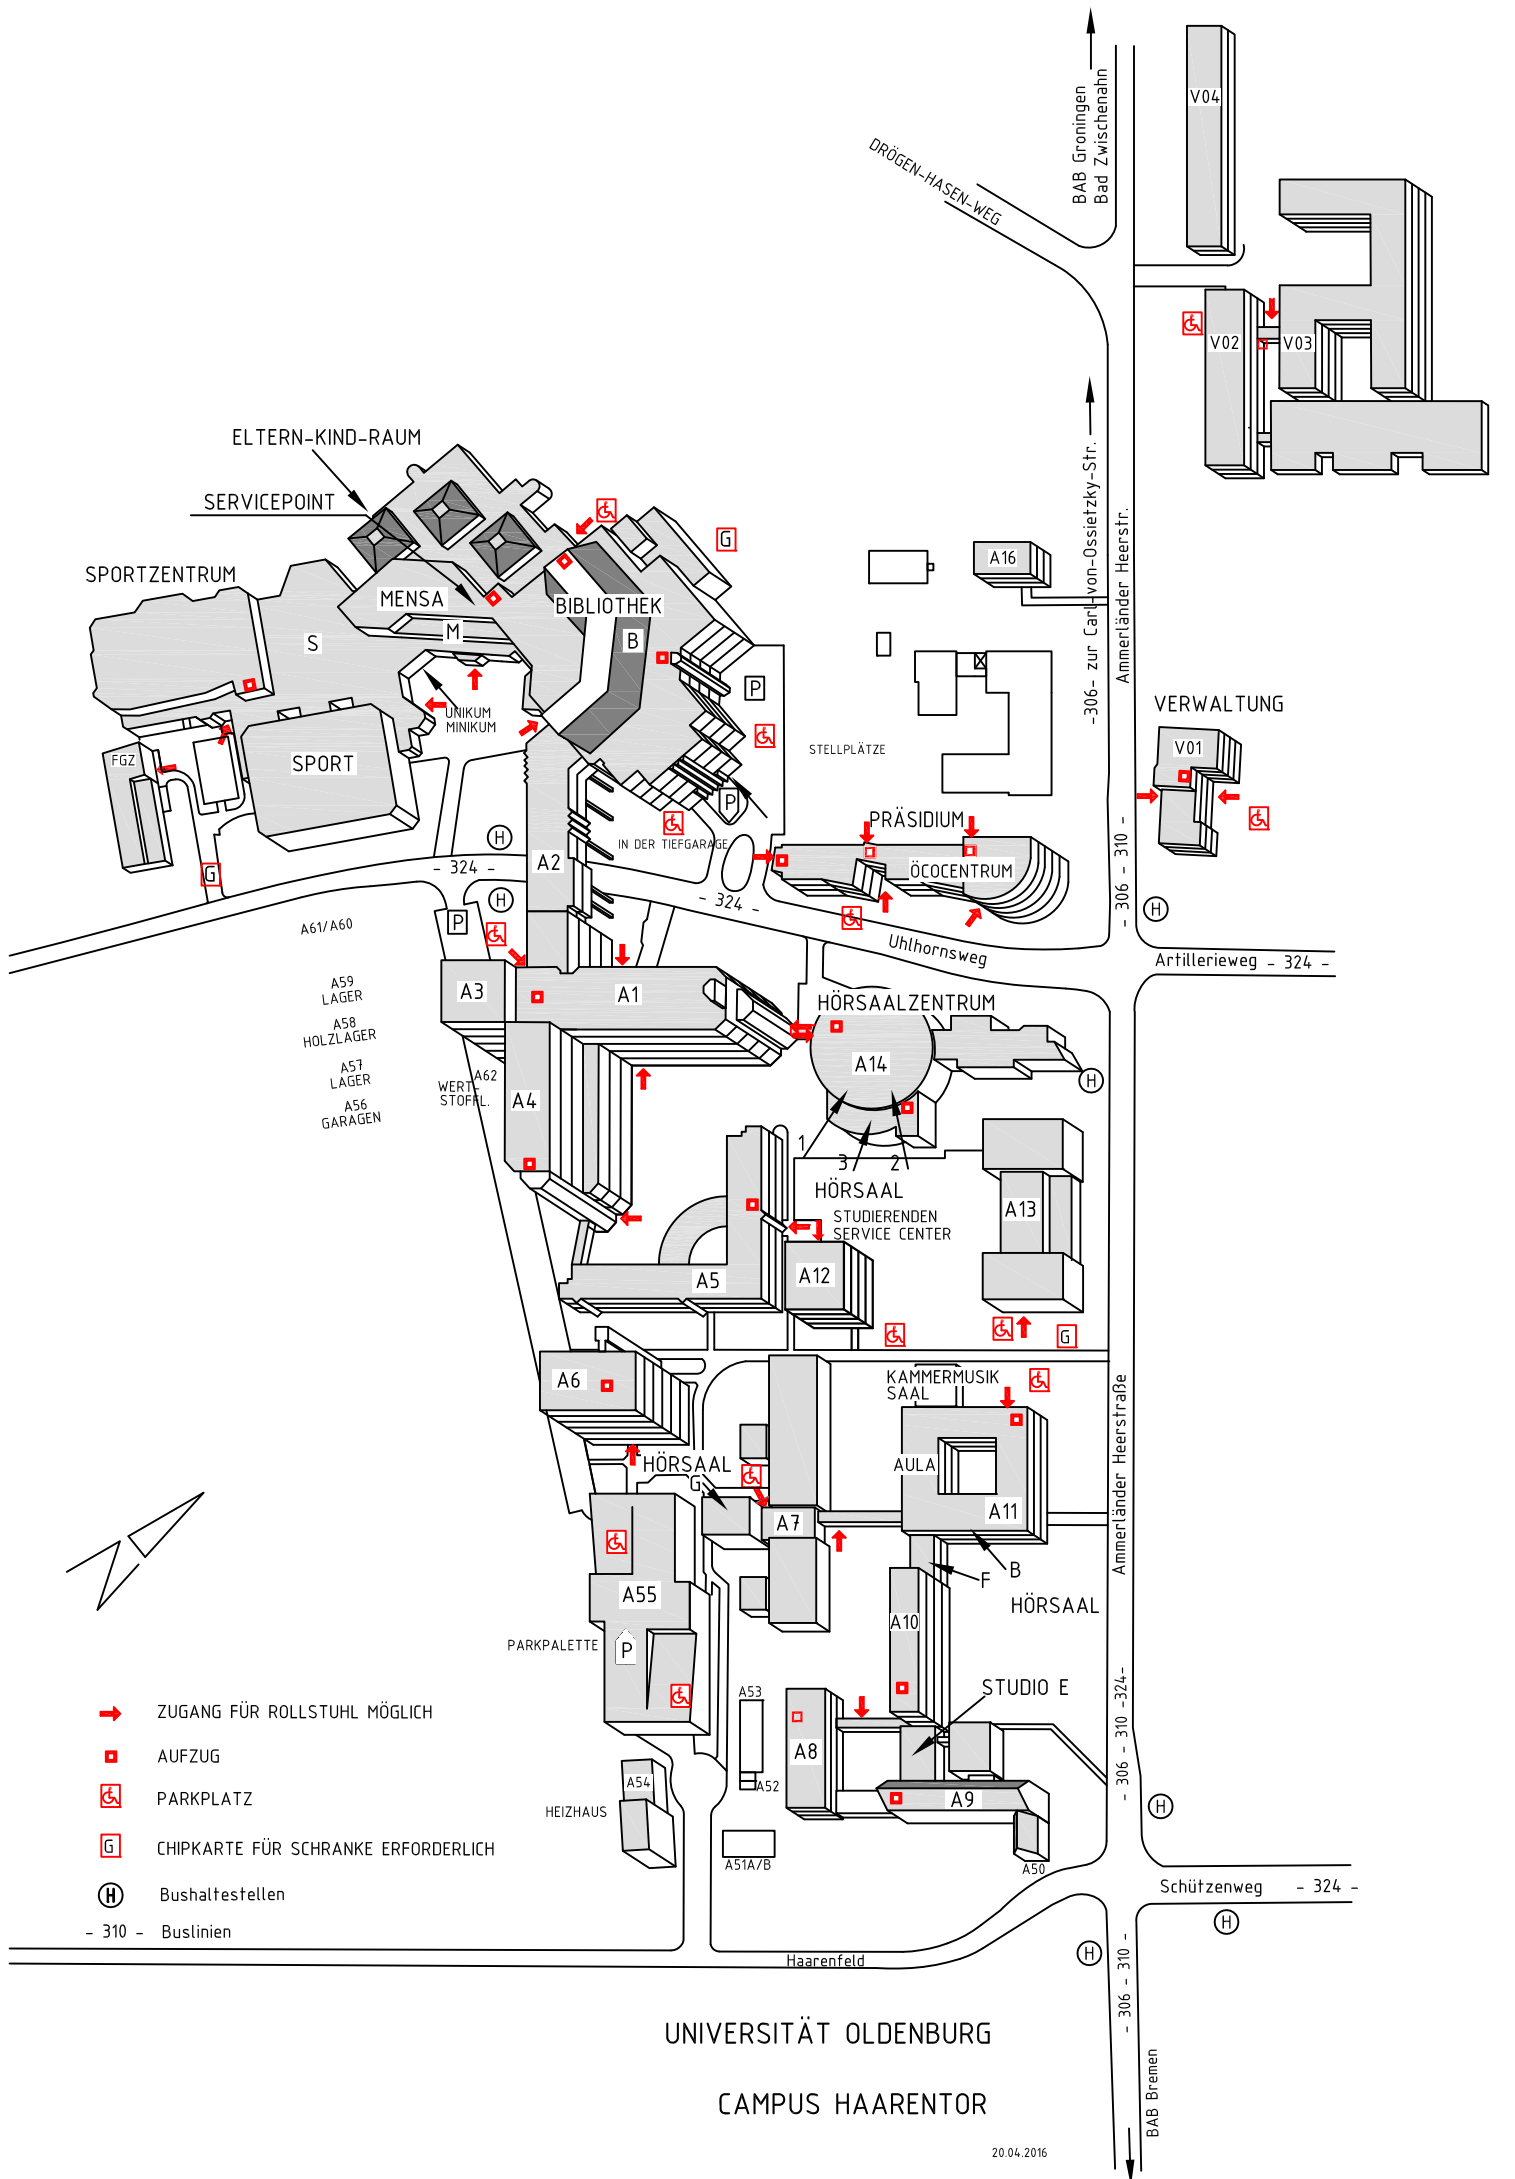 BAB Groningen
Bad Zwischenahn
V04
DRÖGEN-HASEN-WEG
V02
V03
ELTERN-KIND-RAUM
SERVICEPOINT
G
-306- zur Carl-von-Ossietzky-Str.
Ammerländer Heerstr.
A16
SPORTZENTRUM
MENSA
BIBLIOTHEK
M
S
B
P
UNIKUM
MINIKUM
VERWALTUNG
V01
STELLPLÄTZE
FGZ
SPORT
P
PRÄSIDIUM
H
IN DER TIEFGARAGE
ÖCOCENTRUM
- 306 - 310 -
A2
- 324 -
G
H
- 324 -
H
P
A61/A60
Uhlhornsweg
Artillerieweg - 324 -
A3
A1
HÖRSAALZENTRUM
A59
LAGER
A58
HOLZLAGER
A57
LAGER
A56
GARAGEN
A62
WERT-
STOFFL.
A4
A14
H
1
3
2
HÖRSAAL
STUDIERENDEN
SERVICE CENTER
A13
A5
A12
G
A6
KAMMERMUSIK
SAAL
Ammerländer Heerstraße
HÖRSAAL
G
AULA
A7
A11
B
F
HÖRSAAL
A55
A10
PARKPALETTE
P
STUDIO E
A53
A8
A54
A52
A9
HEIZHAUS
A51A/B
A50
- 306 - 310 -324-
H
ZUGANG FÜR ROLLSTUHL MÖGLICH
AUFZUG
PARKPLATZ
G CHIPKARTE FÜR SCHRANKE ERFORDERLICH
H Bushaltestellen
- 310 - Buslinien
Schützenweg - 324 -
H
H
Haarenfeld
- 306 - 310 -
BAB Bremen
UNIVERSITÄT OLDENBURG
CAMPUS HAARENTOR
20.04.2016